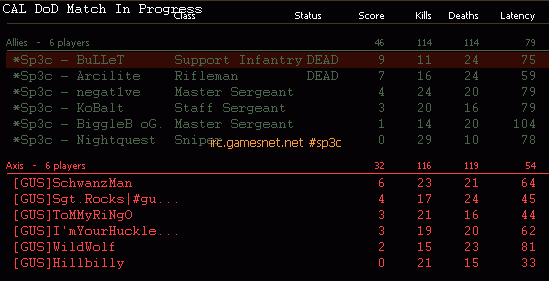 CAL DoD Match In Progress
Class Status Score Kills Deaths Latency
Allies - 6 players 46 114 114 79
*Sp3c - BuLLeT Support Infantry DEAD 9 11 24 75
*Sp3c - Arcilite Rifleman DEAD 7 16 24 59
*Sp3c - negat1ve Master Sergeant 4 24 20 79
*Sp3c - KoBalt Staff Sergeant 3 20 16 79
*Sp3c - BiggleB oG. Master Sergeant 1 14 20 104
*Sp3c - Nightquest Sniper 0 29 10 78
irc.gamesnet.net #sp3c
Axis - 6 players 32 116 119 54
[GUS]SchwanzMan 6 23 21 64
[GUS]Sgt.Rocks|#gu... 4 17 24 45
[GUS]ToMMyRiNgO 3 21 16 44
[GUS]I'mYourHuckle... 3 19 20 62
[GUS]WildWolf 2 15 23 81
[GUS]Hillbilly 0 21 15 33